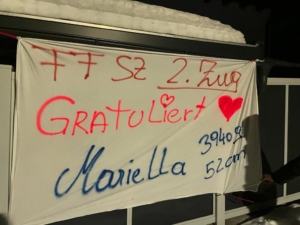 FF SZ 2. Zug
GRATULiert ♥
Mariella 3940g
52cm